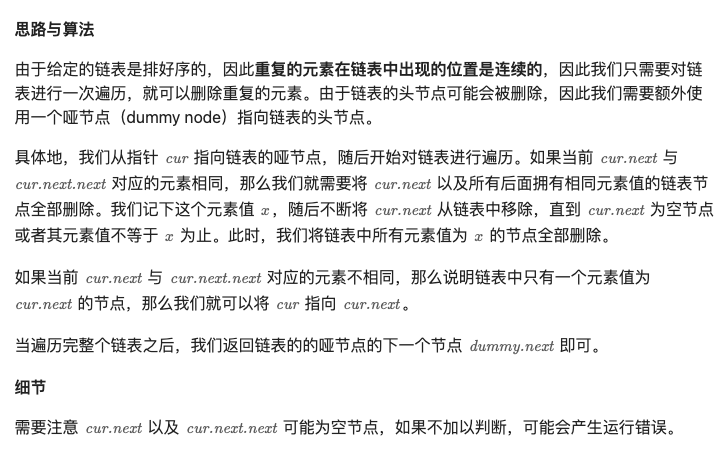 思路与算法
由于给定的链表是排好序的，因此重复的元素在链表中出现的位置是连续的，因此我们只需要对链
表进行一次遍历，就可以删除重复的元素。由于链表的头节点可能会被删除，因此我们需要额外使
用一个哑节点（dummy node）指向链表的头节点。
具体地，我们从指针 cur 指向链表的哑节点，随后开始对链表进行遍历。如果当前 cur.next 与
cur.next.next 对应的元素相同，那么我们就需要将 cur.next 以及所有后面拥有相同元素值的链表节
点全部删除。我们记下这个元素值 x，随后不断将 cur.next 从链表中移除，直到 cur.next 为空节点
或者其元素值不等于 x 为止。此时，我们将链表中所有元素值为 x 的节点全部删除。
如果当前 cur.next 与 cur.next.next 对应的元素不相同，那么说明链表中只有一个元素值为
cur.next 的节点，那么我们就可以将 cur 指向 cur.next。
当遍历完整个链表之后，我们返回链表的的哑节点的下一个节点 dummy.next 即可。
细节
需要注意 cur.next 以及 cur.next.next 可能为空节点，如果不加以判断，可能会产生运行错误。